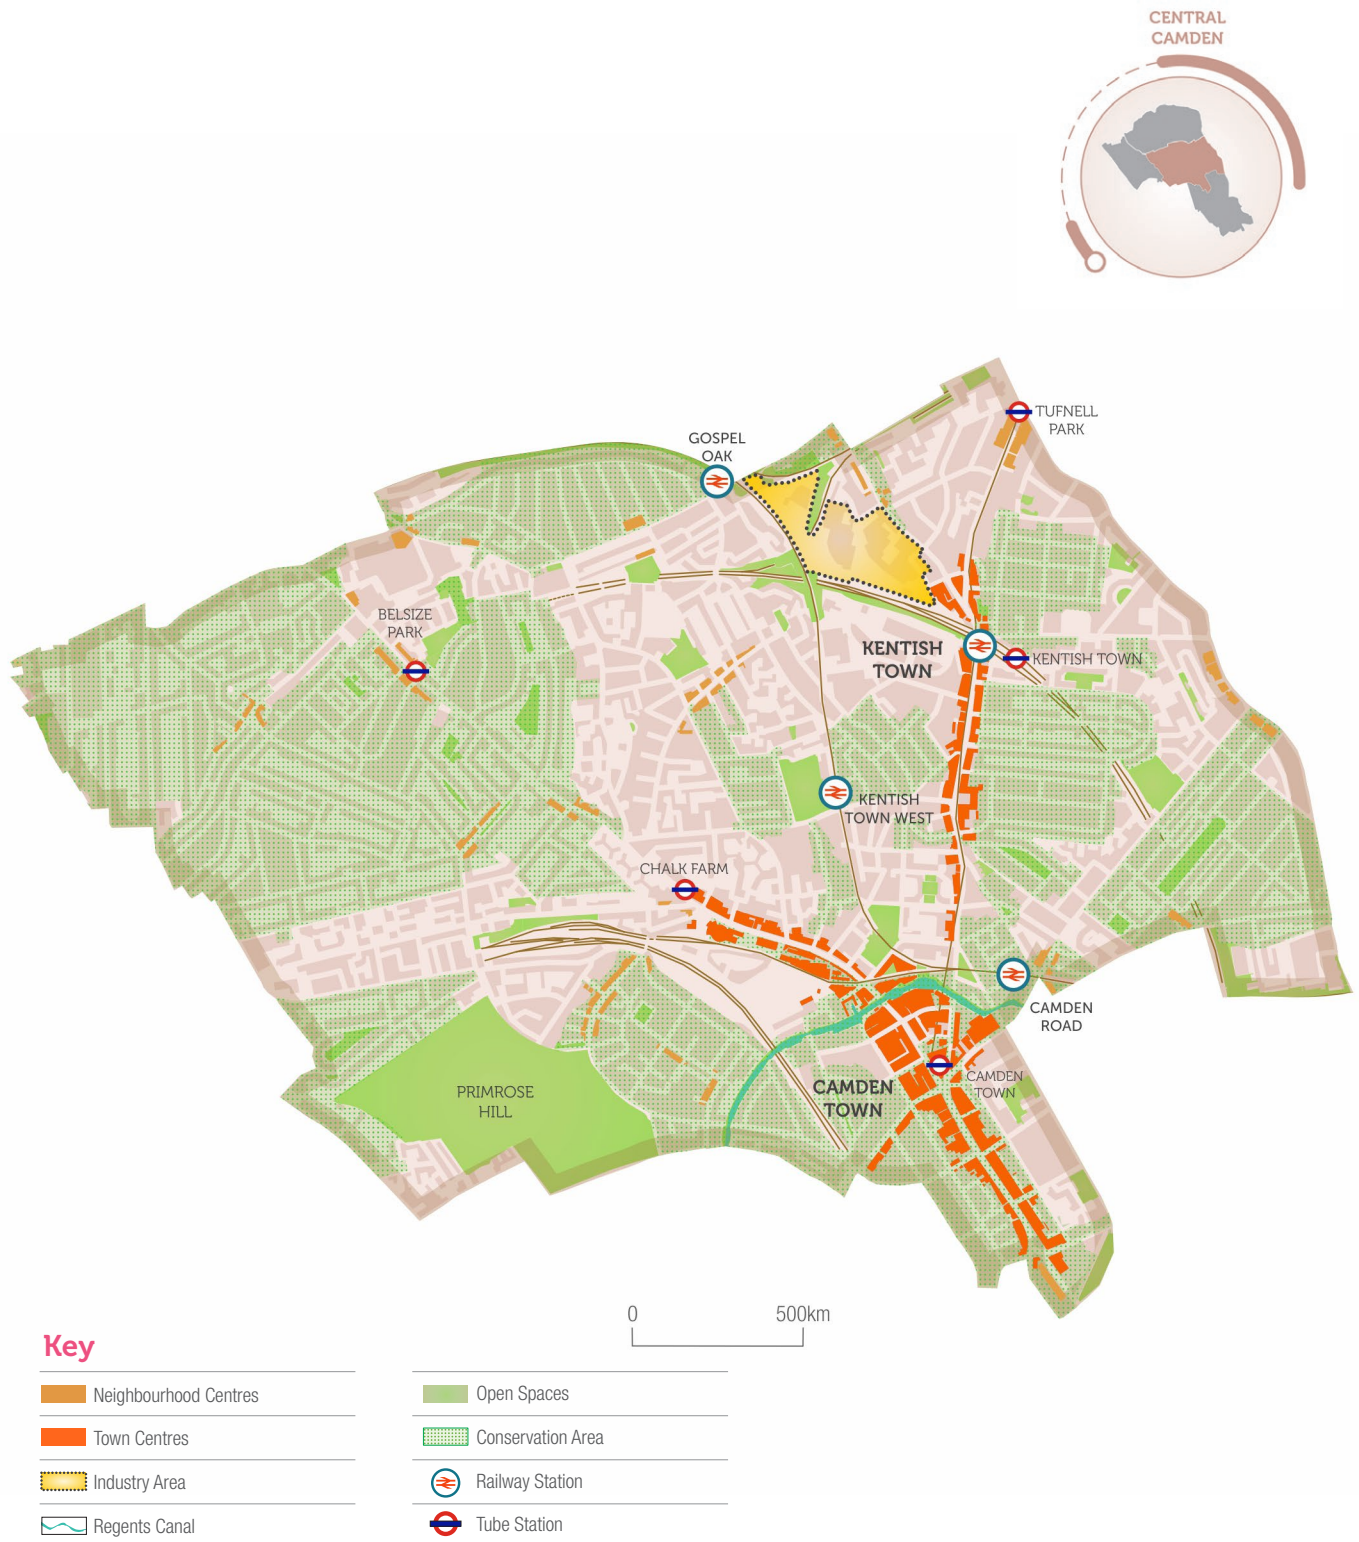 CENTRAL
CAMDEN
TUFNELL
PARK
GOSPEL
OAK
BELSIZE
PARK
KENTISH
TOWN
KENTISH TOWN
KENTISH
TOWN WEST
CHALK FARM
CAMDEN
ROAD
CAMDEN
TOWN
CAMDEN
TOWN
PRIMROSE
HILL
0 500km
Key
Neighbourhood Centres
Town Centres
Industry Area
Regents Canal
Open Spaces
Conservation Area
Railway Station
Tube Station